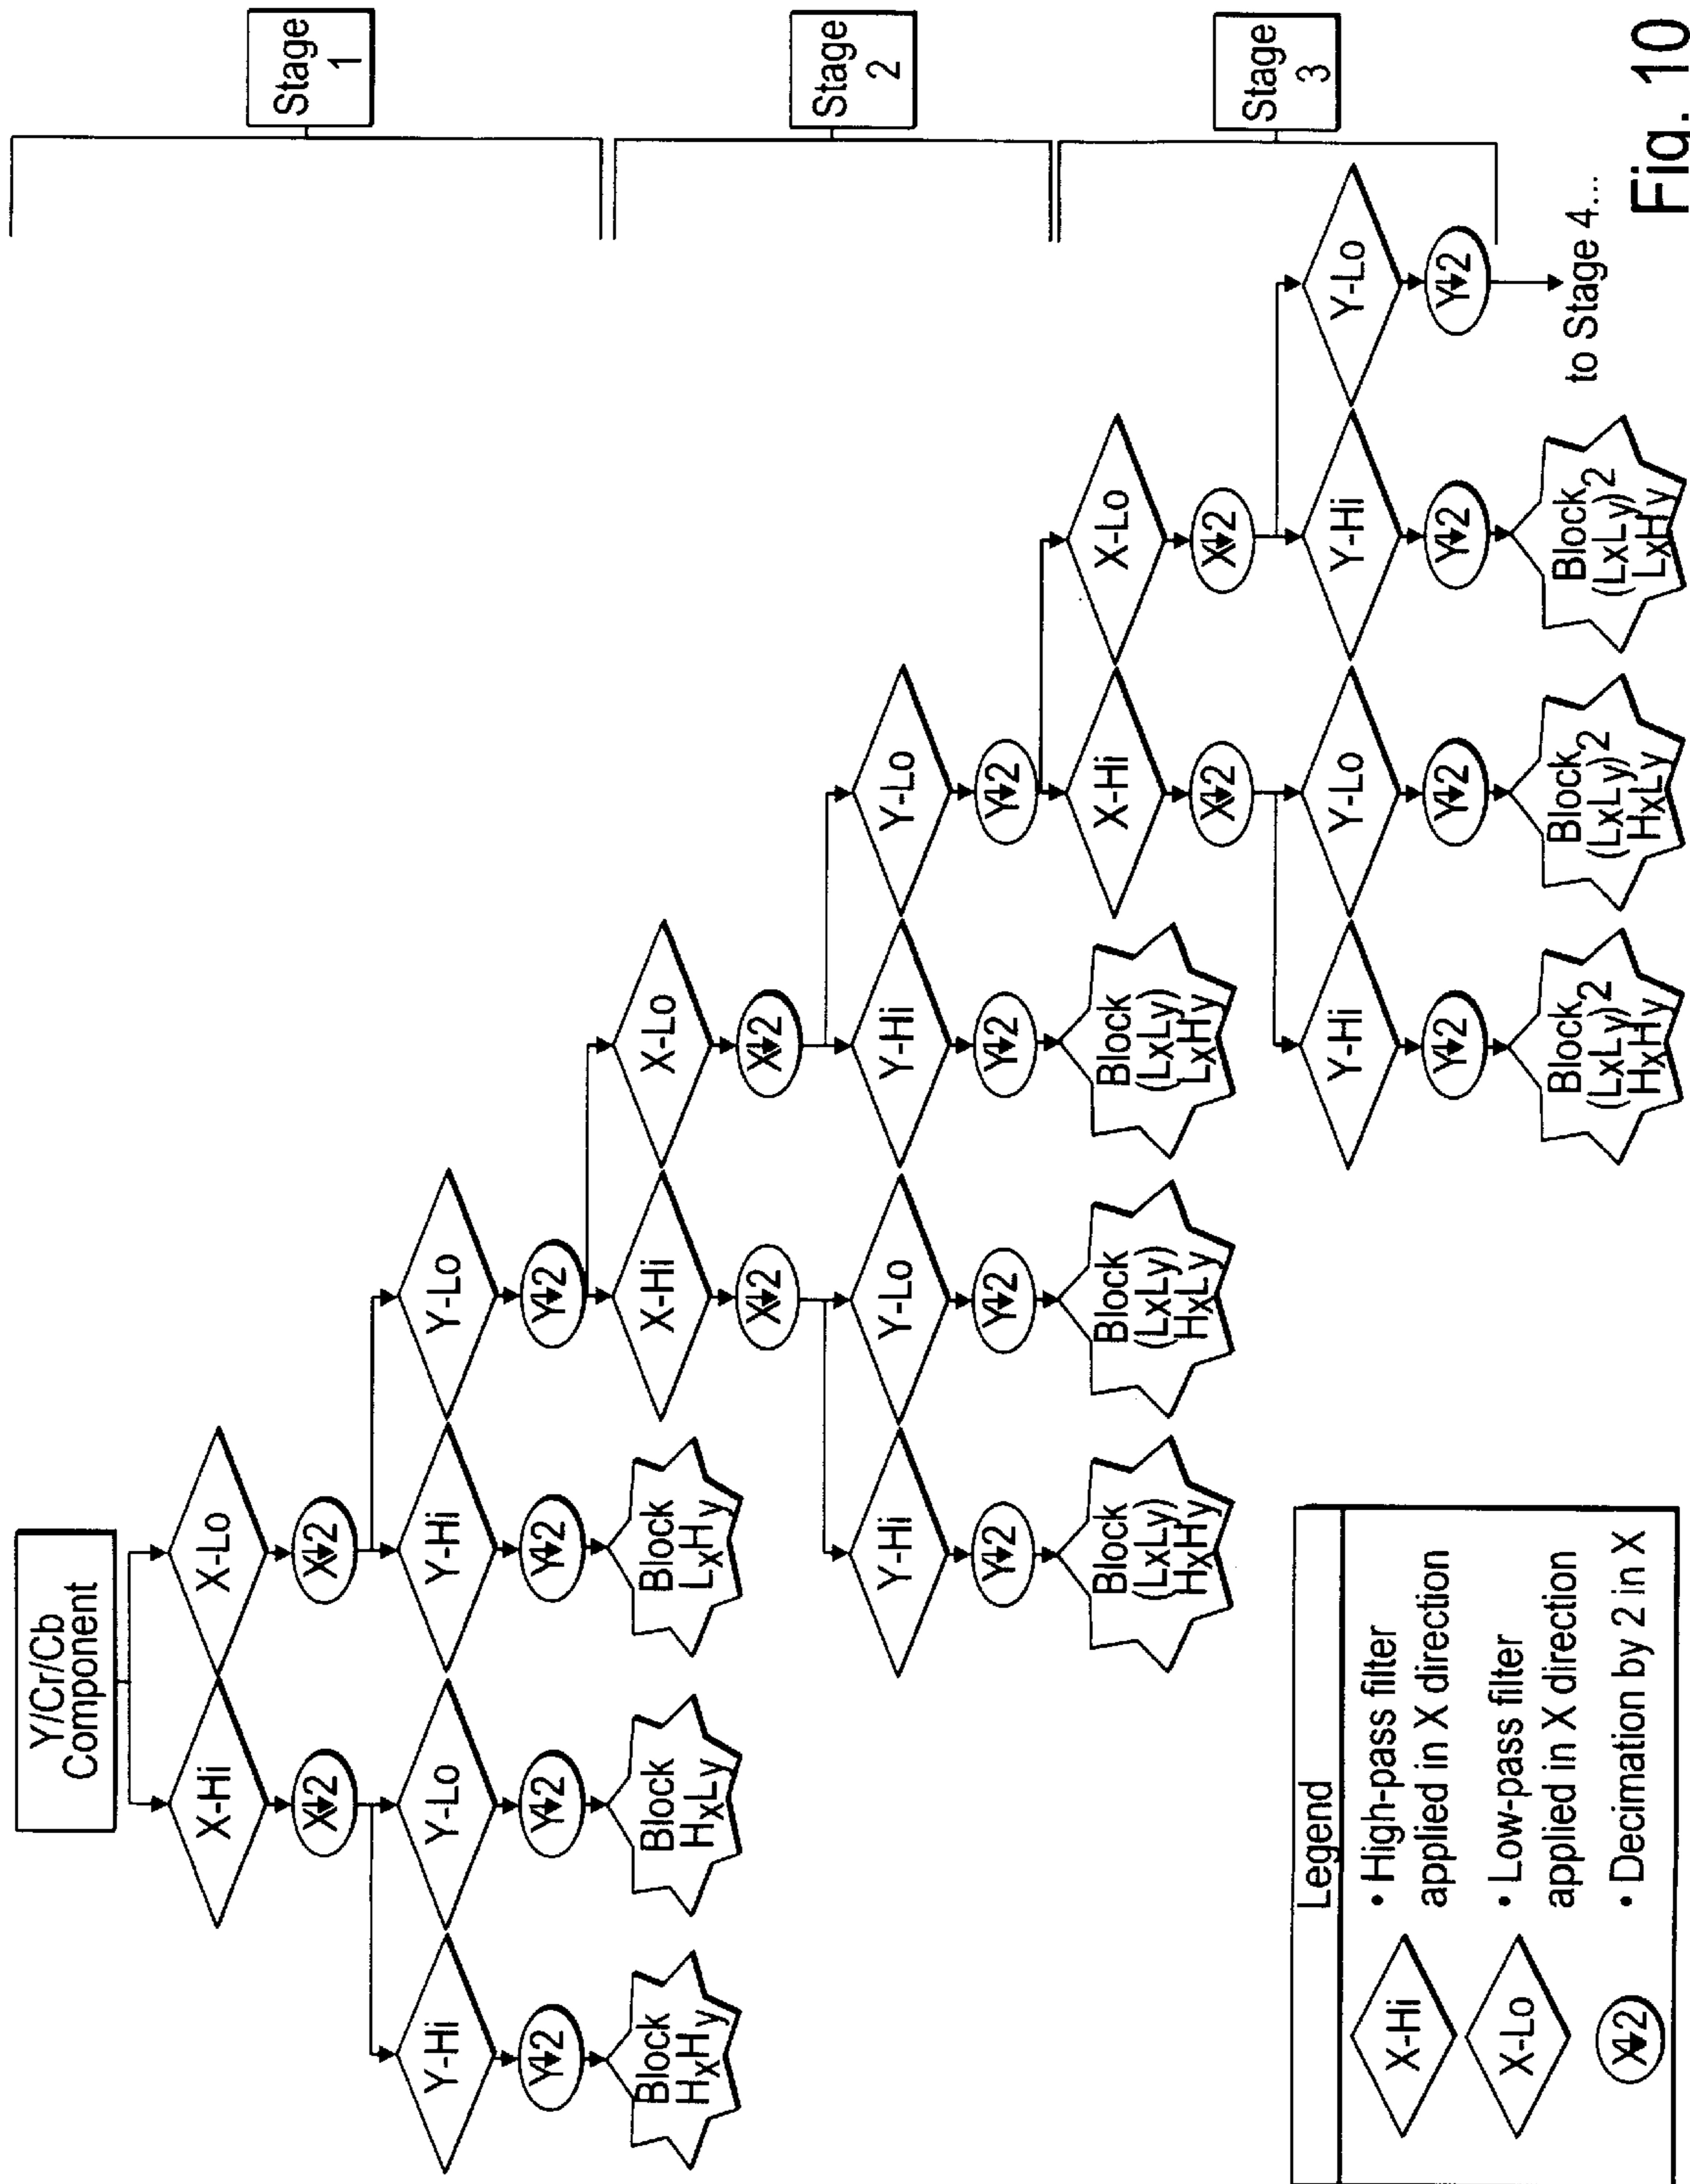 Y/Cr/Cb
Component
X-Hi
X-Lo
X↓2
X↓2
Y-Hi
Y-Lo
Y-Hi
Y-Lo
Y↓2
Y↓2
Y↓2
Y↓2
Block
HxHy
Block
HxLy
Block
LxHy
Stage
1
X-Hi
X-Lo
X↓2
X↓2
Y-Hi
Y-Lo
Y-Hi
Y-Lo
Y↓2
Y↓2
Y↓2
Y↓2
Block
(LxLy)
HxHy
Block
(LxLy)
HxLy
Block
(LxLy)
LxHy
Stage
2
X-Hi
X-Lo
X↓2
X↓2
Y-Hi
Y-Lo
Y-Hi
Y-Lo
Y↓2
Y↓2
Y↓2
Y↓2
Block
(LxLy)2
HxHy
Block
(LxLy)2
HxLy
Block
(LxLy)2
LxHy
to Stage 4...
Stage
3
Legend
X-Hi
• High-pass filter
applied in X direction
X-Lo
• Low-pass filter
applied in X direction
X↓2
• Decimation by 2 in X
Fig. 10